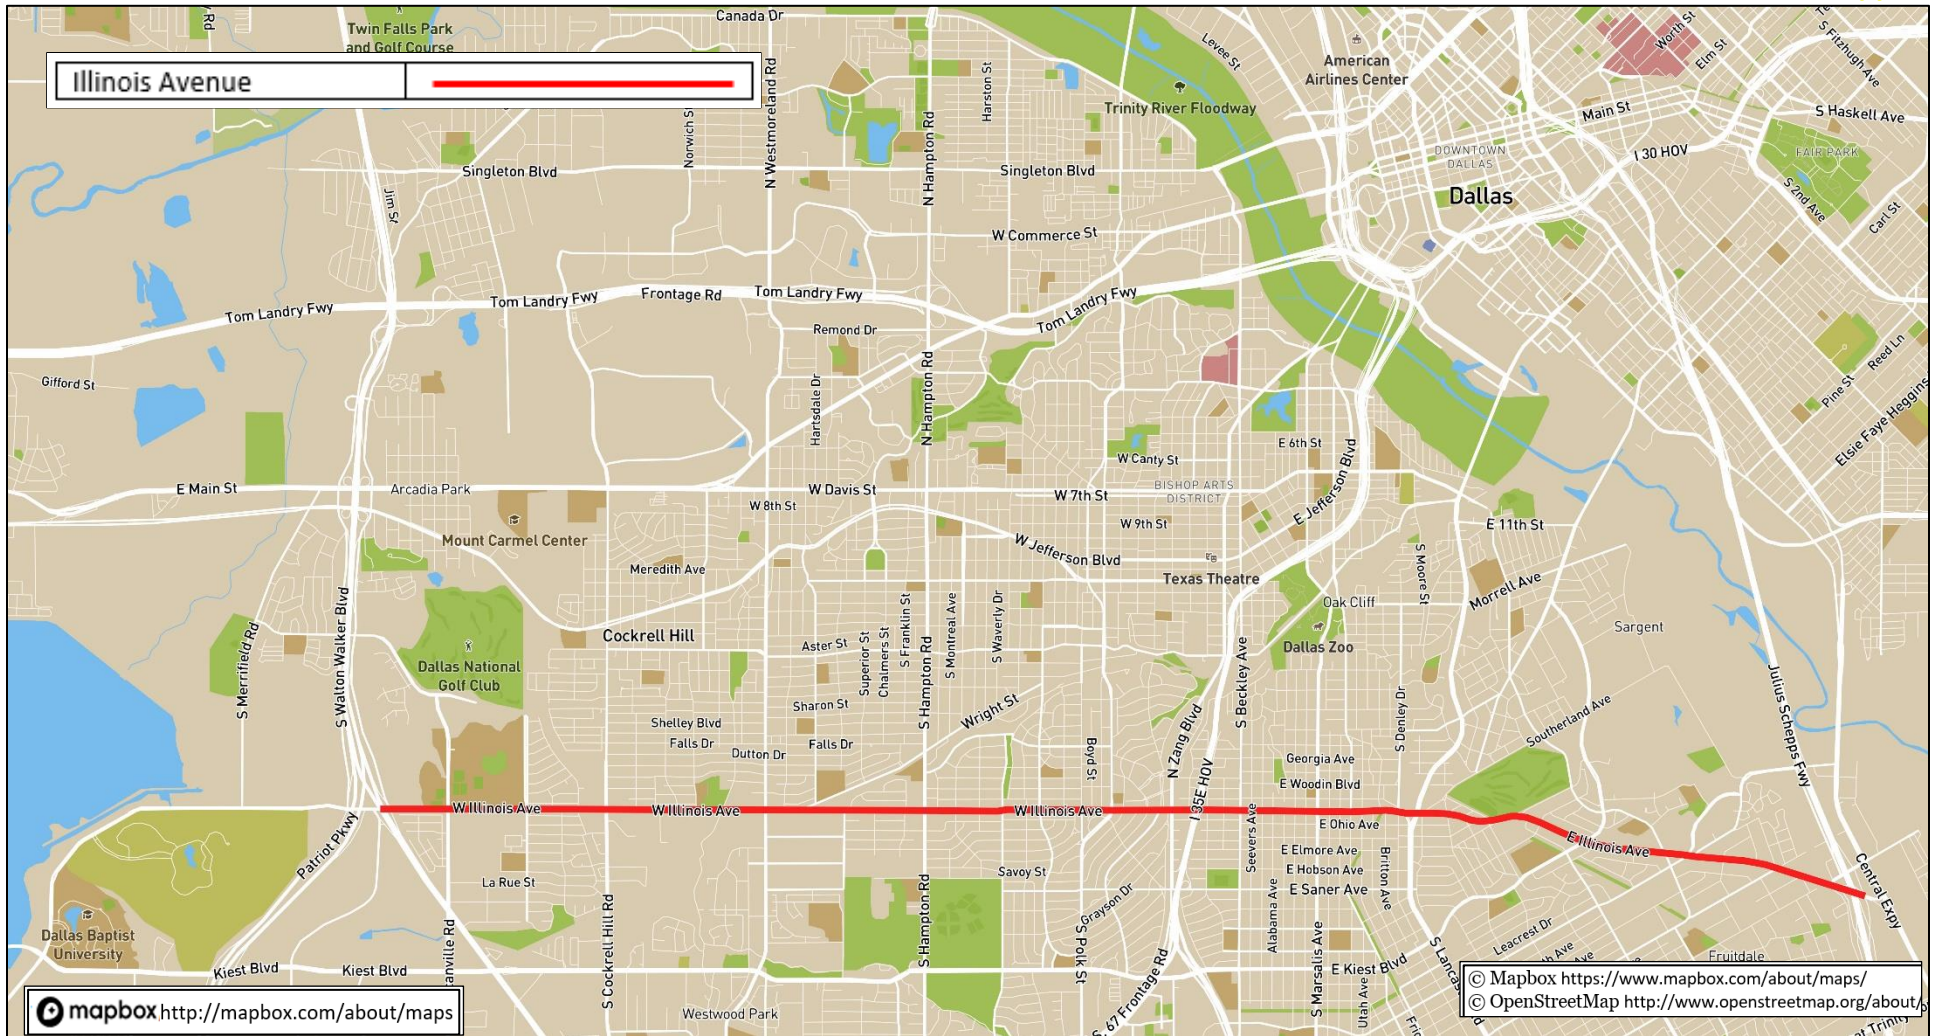 Canada Dr
Twin Falls Park
and Golf Course
Illinois Avenue
Levee St
American
Airlines Center
Worth St
Elm St
S Fitzhugh Ave
Main St
S Haskell Ave
I 30 HOV
DOWNTOWN
DALLAS
Dallas
FAIR PARK
S 2nd Ave
Carl St
Trinity River Floodway
Harston St
N Hampton Rd
N Westmoreland Rd
Norwich S
Singleton Blvd
Singleton Blvd
Jim St
W Commerce St
Tom Landry Fwy
Tom Landry Fwy
Frontage Rd
Tom Landry Fwy
Tom Landry Fwy
Remond Dr
Gifford St
Hartsdale Dr
N Hampton Rd
Reed Ln
Pine St
Elsie Faye Heggins
E 6th St
W Canty St
E Jefferson Blvd
E Main St
Arcadia Park
W Davis St
W 7th St
BISHOP ARTS
DISTRICT
W 8th St
W 9th St
E 11th St
Mount Carmel Center
W Jefferson Blvd
Meredith Ave
Texas Theatre
S Moore St
Morrell Ave
Oak Cliff
Sargent
Dallas Zoo
Cockrell Hill
Aster St
Superior St
Chalmers St
S Franklin St
S Hampton Rd
S Montreal Ave
S Waverly Dr
S Merrifield Rd
S Walton Walker Blvd
Dallas National
Golf Club
Sharon St
Wright St
Shelley Blvd
Falls Dr
Dutton Dr
Falls Dr
Boyd St
N Zang Blvd
S Beckley Ave
S Denley Dr
Southerland Ave
Julius Schepps Fwy
Georgia Ave
E Woodin Blvd
I 35E HOV
W Illinois Ave
W Illinois Ave
W Illinois Ave
E Ohio Ave
E Illinois Ave
Patriot Pkwy
Seevers Ave
E Elmore Ave
E Hobson Ave
E Saner Ave
Britton Ave
Central Expy
La Rue St
Savoy St
Grayson Dr
Alabama Ave
S Marsalis Ave
Dallas Baptist
University
S Cockrell Hill Rd
S Hampton Rd
S Polk St
Leacrest Dr
Fruitdale
Kiest Blvd
Kiest Blvd
E Kiest Blvd
Utah Ave
S. 67 Frontage Rd
Westwood Park
mapbox http://mapbox.com/about/maps
© Mapbox https://www.mapbox.com/about/maps/
© OpenStreetMap http://www.openstreetmap.org/about/